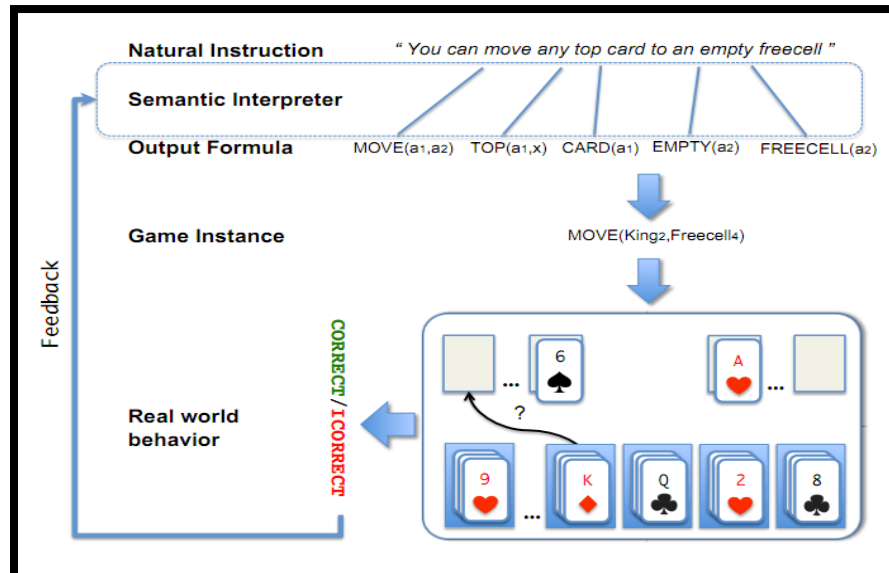 Natural Instruction “ You can move any top card to an empty freecell ”
Semantic Interpreter
Output Formula MOVE(a1,a2) TOP(a1,x) CARD(a1) EMPTY(a2) FREECELL(a2)
Game Instance MOVE(King2,Freecell4)
Feedback
CORRECT/ICORRECT
Real world
behavior
... 6 A ...
?
9 ... K Q 2 8